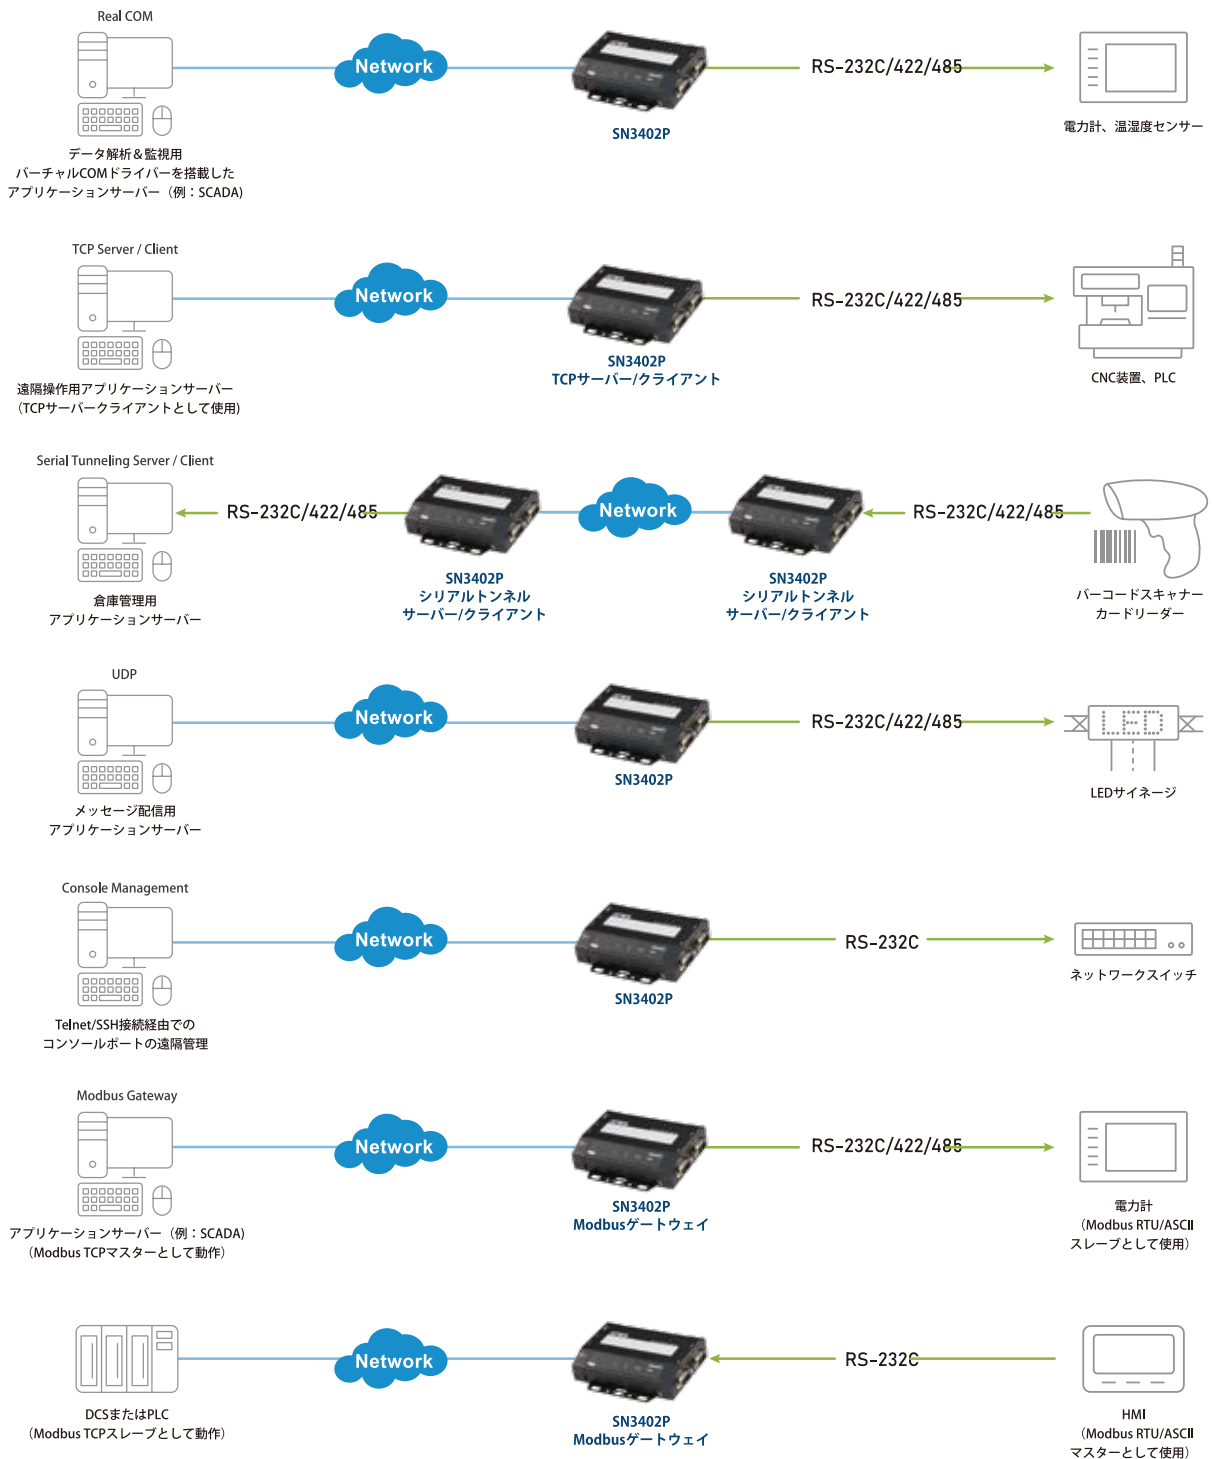 Real COM
Network
RS-232C/422/485
SN3402P
電力計、温湿度センサー
データ解析＆監視用
バーチャルCOMドライバーを搭載した
アプリケーションサーバー（例：SCADA)
TCP Server / Client
Network
RS-232C/422/485
SN3402P
TCPサーバー/クライアント
CNC装置、PLC
遠隔操作用アプリケーションサーバー
（TCPサーバークライアントとして使用)
Serial Tunneling Server / Client
RS-232C/422/485
Network
RS-232C/422/485
SN3402P
シリアルトンネル
サーバー/クライアント
SN3402P
シリアルトンネル
サーバー/クライアント
倉庫管理用
アプリケーションサーバー
バーコードスキャナー
カードリーダー
UDP
Network
RS-232C/422/485
LED
SN3402P
LEDサイネージ
メッセージ配信用
アプリケーションサーバー
Console Management
Network
RS-232C
SN3402P
ネットワークスイッチ
Telnet/SSH接続経由での
コンソールポートの遠隔管理
Modbus Gateway
Network
RS-232C/422/485
SN3402P
Modbusゲートウェイ
アプリケーションサーバー（例：SCADA)
（Modbus TCPマスターとして動作）
電力計
（Modbus RTU/ASCII
スレーブとして使用）
Network
RS-232C
SN3402P
Modbusゲートウェイ
DCSまたはPLC
（Modbus TCPスレーブとして動作）
HMI
（Modbus RTU/ASCII
マスターとして使用）